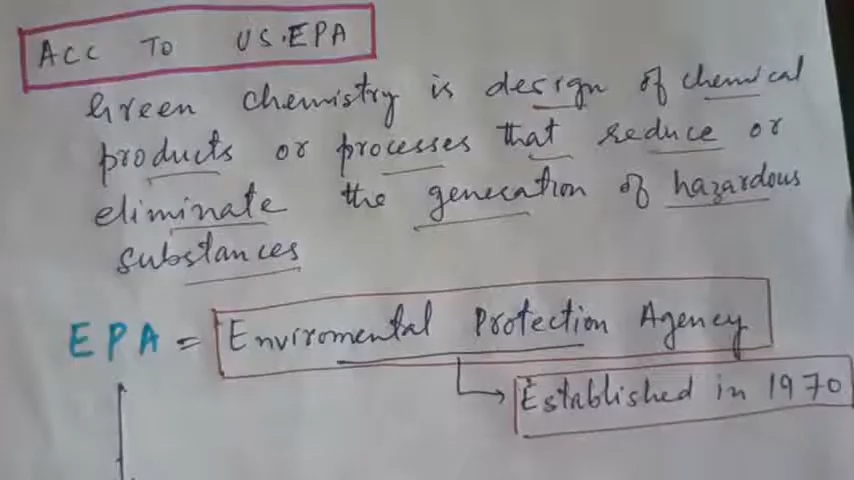 ACC TO US.EPA
Green chemistry is design of chemical
products or processes that reduce or
eliminate the generation of hazardous
substances
EPA = Enviromental Protection Agency
Established in 1970